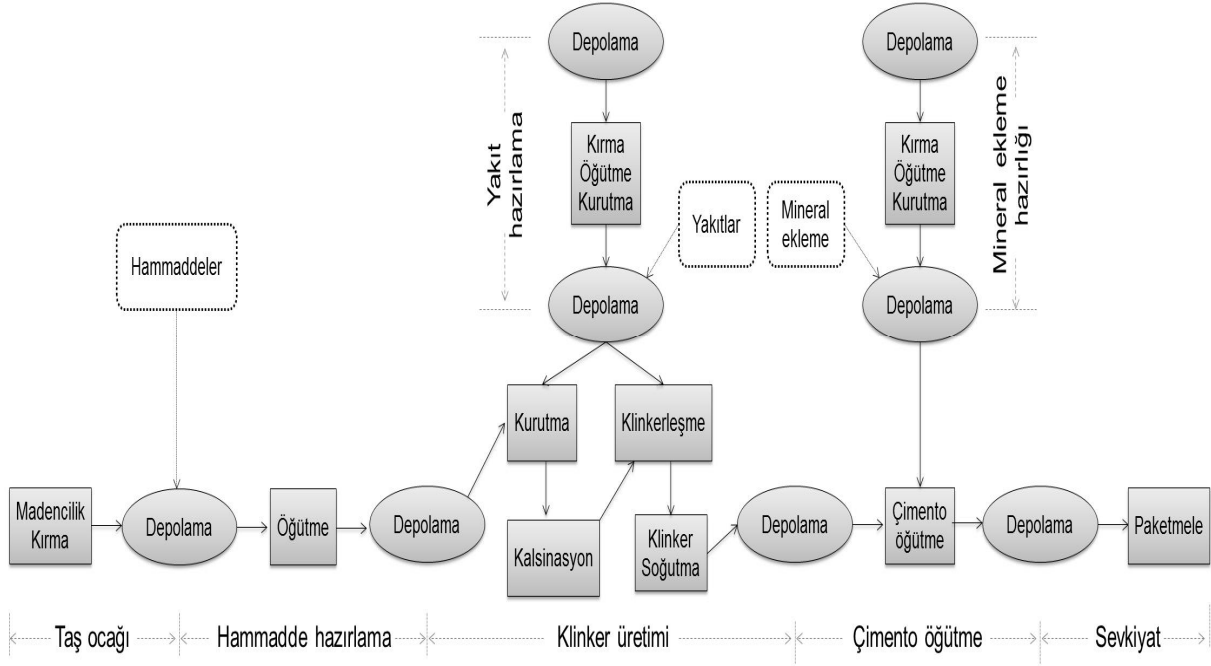 Depolama
Depolama
Yakıt
hazırlama
Kırma
Öğütme
Kurutma
Kırma
Öğütme
Kurutma
Mineral ekleme
hazırlığı
Hammaddeler
Yakıtlar
Mineral
ekleme
Depolama
Depolama
Kurutma
Klinkerleşme
Madencilik
Kırma
Depolama
Öğütme
Depolama
Kalsinasyon
Klinker
Soğutma
Depolama
Çimento
öğütme
Depolama
Paketmele
Taş ocağı
Hammadde hazırlama
Klinker üretimi
Çimento öğütme
Sevkiyat